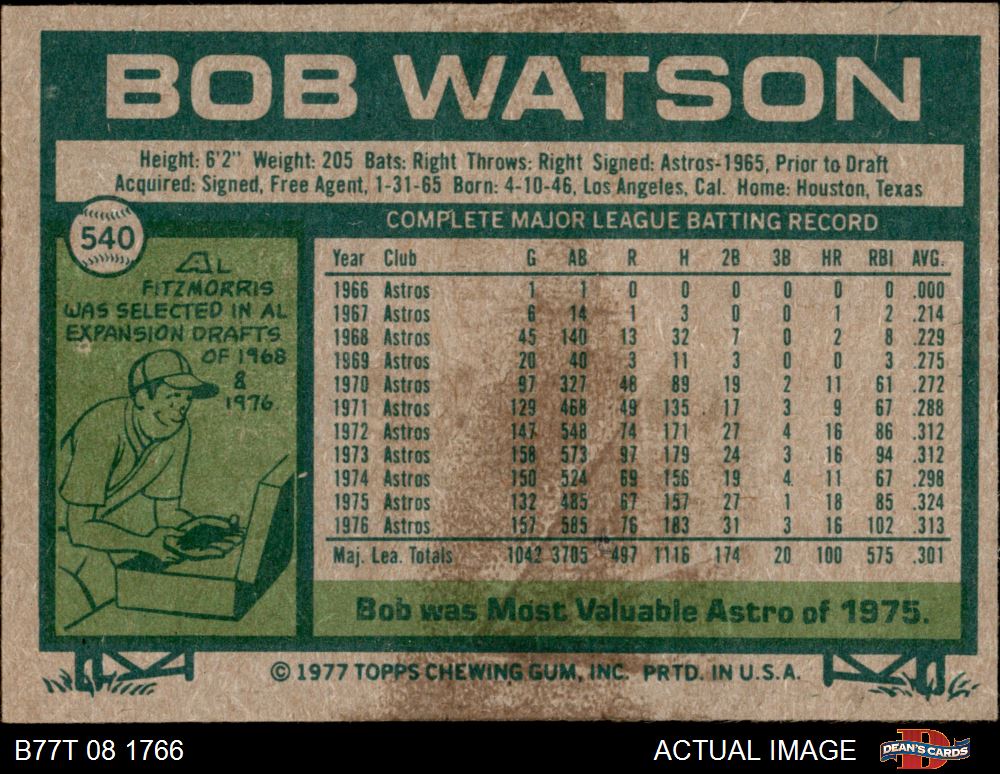 BOB WATSON
Height: 6'2" Weight: 205 Bats: Right Throws: Right Signed: Astros-1965, Prior to Draft
Acquired: Signed, Free Agent, 1-31-65 Born: 4-10-46, Los Angeles, Cal. Home: Houston, Texas
540
AL
FITZMORRIS
WAS SELECTED IN AL
EXPANSION DRAFTS
OF 1968
&
1976.
COMPLETE MAJOR LEAGUE BATTING RECORD
Year Club G AB R H 2B 3B HR RBI AVG.
1966 Astros 1 1 0 0 0 0 0 0 .000
1967 Astros 6 14 1 3 0 0 1 2 .214
1968 Astros 45 140 13 32 7 0 2 8 .229
1969 Astros 20 40 3 11 3 0 0 3 .275
1970 Astros 97 327 48 89 19 2 11 61 .272
1971 Astros 129 468 49 135 17 3 9 67 .288
1972 Astros 147 548 74 171 27 4 16 86 .312
1973 Astros 158 573 97 179 24 3 16 94 .312
1974 Astros 150 524 69 156 19 4 11 67 .298
1975 Astros 132 485 67 157 27 1 18 85 .324
1976 Astros 157 585 76 183 31 3 16 102 .313
Maj. Lea. Totals 1042 3705 497 1116 174 20 100 575 .301
Bob was Most Valuable Astro of 1975.
© 1977 TOPPS CHEWING GUM, INC. PRTD. IN U.S.A.
B77T 08 1766
ACTUAL IMAGE
DEAN'S CARDS